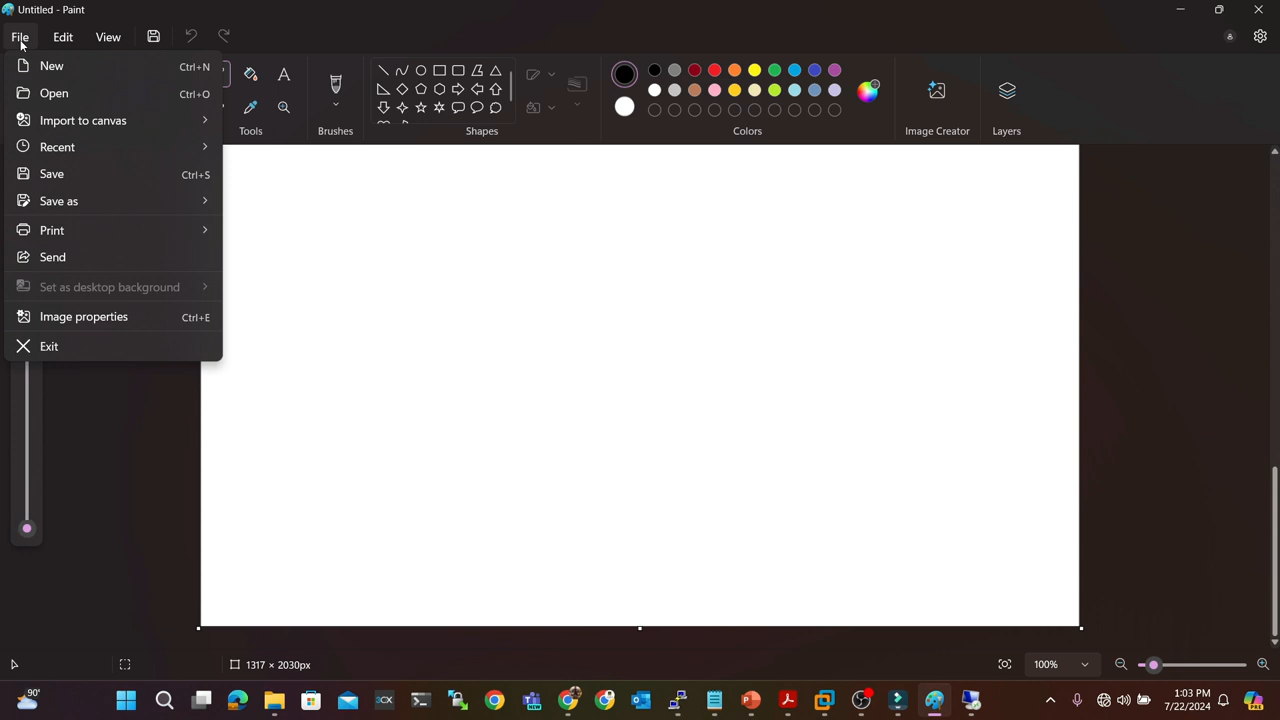 Untitled - Paint
File Edit View
New Ctrl+N
Open Ctrl+O
Import to canvas
Recent
Save Ctrl+S
Save as
Print
Send
Set as desktop background
Image properties Ctrl+E
Exit
Tools Brushes Shapes Colors Image Creator Layers
1317 × 2030px 100%
90°
NEW
1:03 PM
7/22/2024